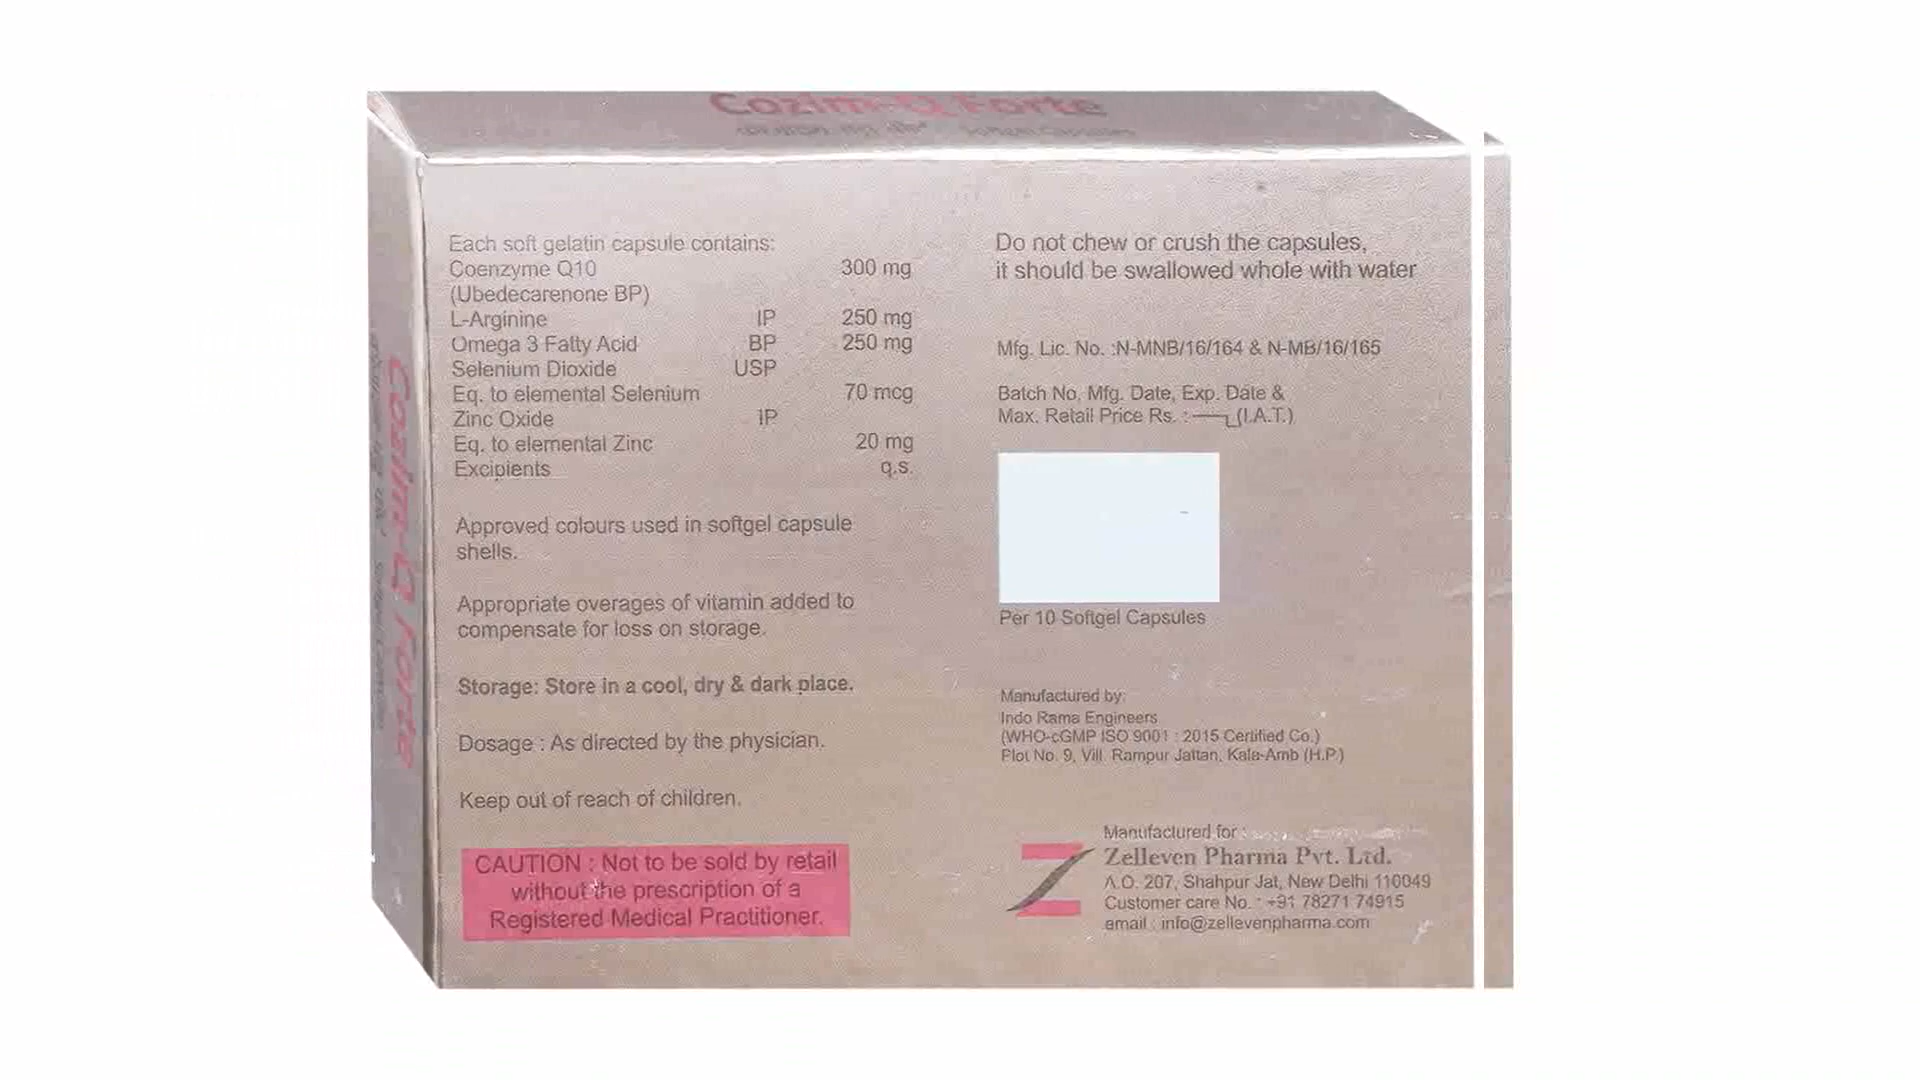 Cozim-Q Forte
कोज़िम-क्यू फोर्ट Softgel Capsules
Cozim-Q Forte
Softgel Capsules
Each soft gelatin capsule contains:
Coenzyme Q10 300 mg
(Ubedecarenone BP)
L-Arginine IP 250 mg
Omega 3 Fatty Acid BP 250 mg
Selenium Dioxide USP
Eq. to elemental Selenium 70 mcg
Zinc Oxide IP
Eq. to elemental Zinc 20 mg
Excipients q.s.
Approved colours used in softgel capsule
shells.
Appropriate overages of vitamin added to
compensate for loss on storage.
Storage: Store in a cool, dry & dark place.
Dosage : As directed by the physician.
Keep out of reach of children.
CAUTION : Not to be sold by retail
without the prescription of a
Registered Medical Practitioner.
Do not chew or crush the capsules,
it should be swallowed whole with water
Mfg. Lic. No. :N-MNB/16/164 & N-MB/16/165
Batch No, Mfg. Date, Exp. Date &
Max. Retail Price Rs. : (I.A.T.)
Per 10 Softgel Capsules
Manufactured by:
Indo Rama Engineers
(WHO-cGMP ISO 9001 : 2015 Certified Co.)
Plot No. 9, Vill. Rampur Jattan, Kala-Amb (H.P.)
Manufactured for :
Zelleven Pharma Pvt. Ltd.
A.O. 207, Shahpur Jat, New Delhi 110049
Customer care No. : +91 78271 74915
email : info@zellevenpharma.com